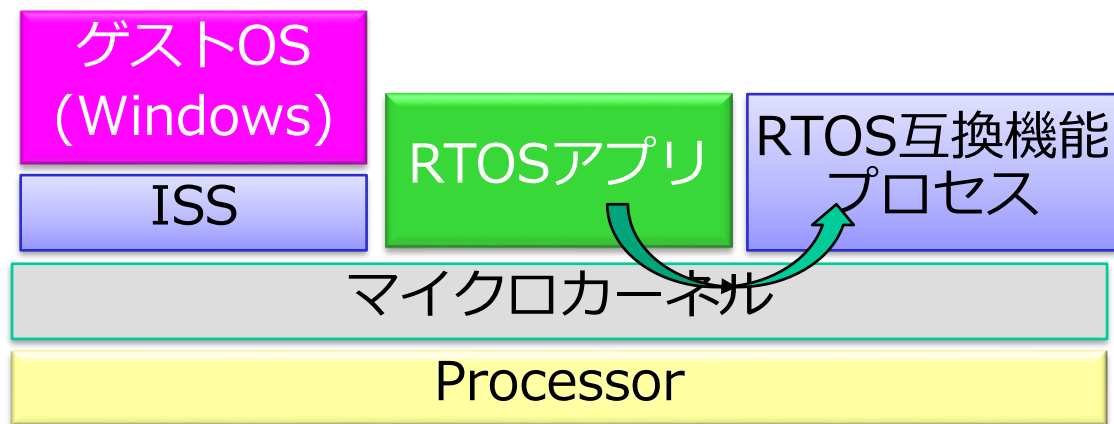 ゲストOS
(Windows)
ISS
RTOSアプリ
RTOS互換機能
プロセス
マイクロカーネル
Processor